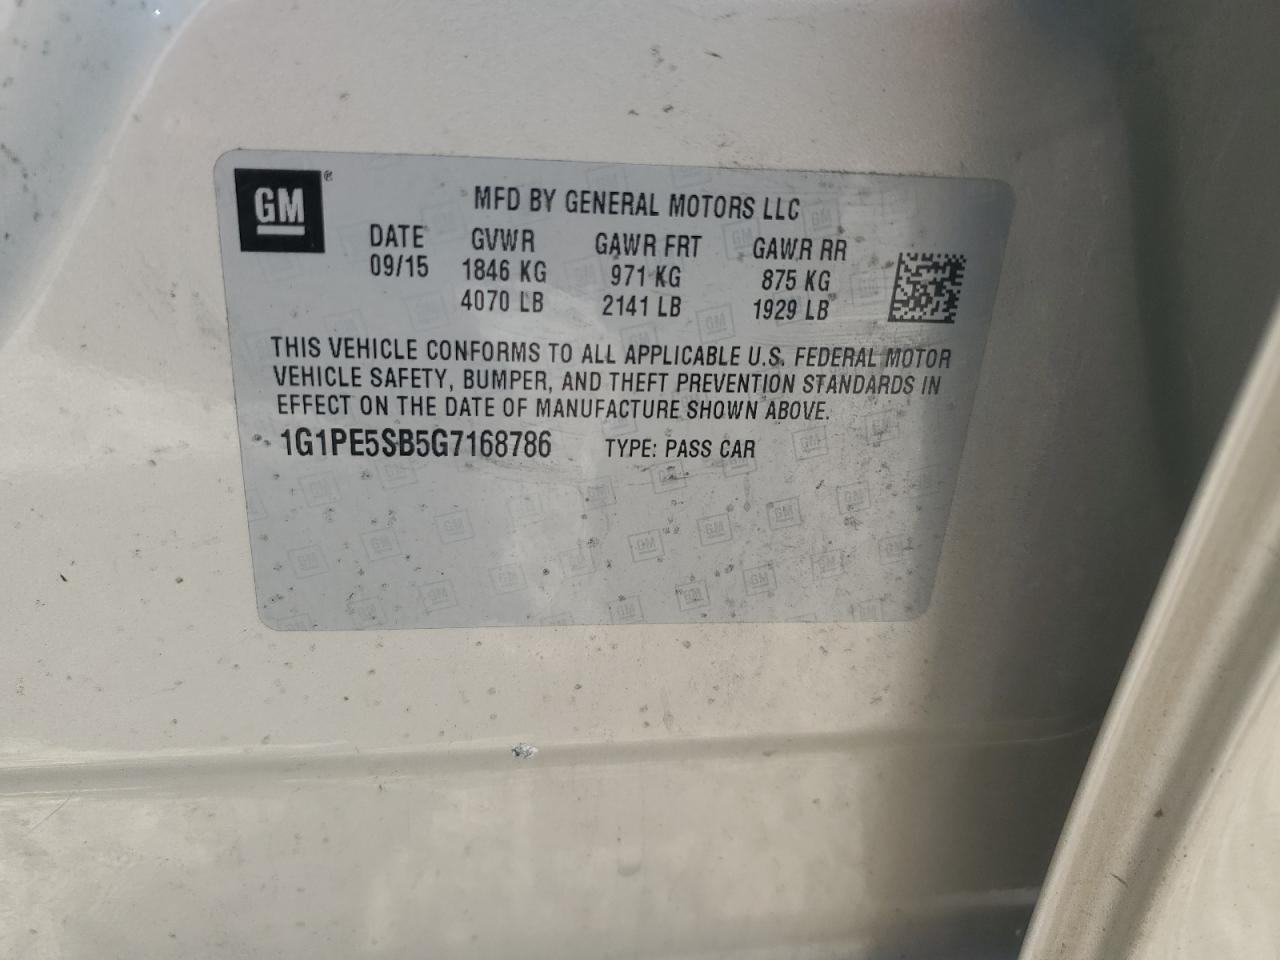 GM®
MFD BY GENERAL MOTORS LLC
DATE GVWR GAWR FRT GAWR RR
09/15 1846 KG 971 KG 875 KG
4070 LB 2141 LB 1929 LB
THIS VEHICLE CONFORMS TO ALL APPLICABLE U.S. FEDERAL MOTOR
VEHICLE SAFETY, BUMPER, AND THEFT PREVENTION STANDARDS IN
EFFECT ON THE DATE OF MANUFACTURE SHOWN ABOVE.
1G1PE5SB5G7168786 TYPE: PASS CAR